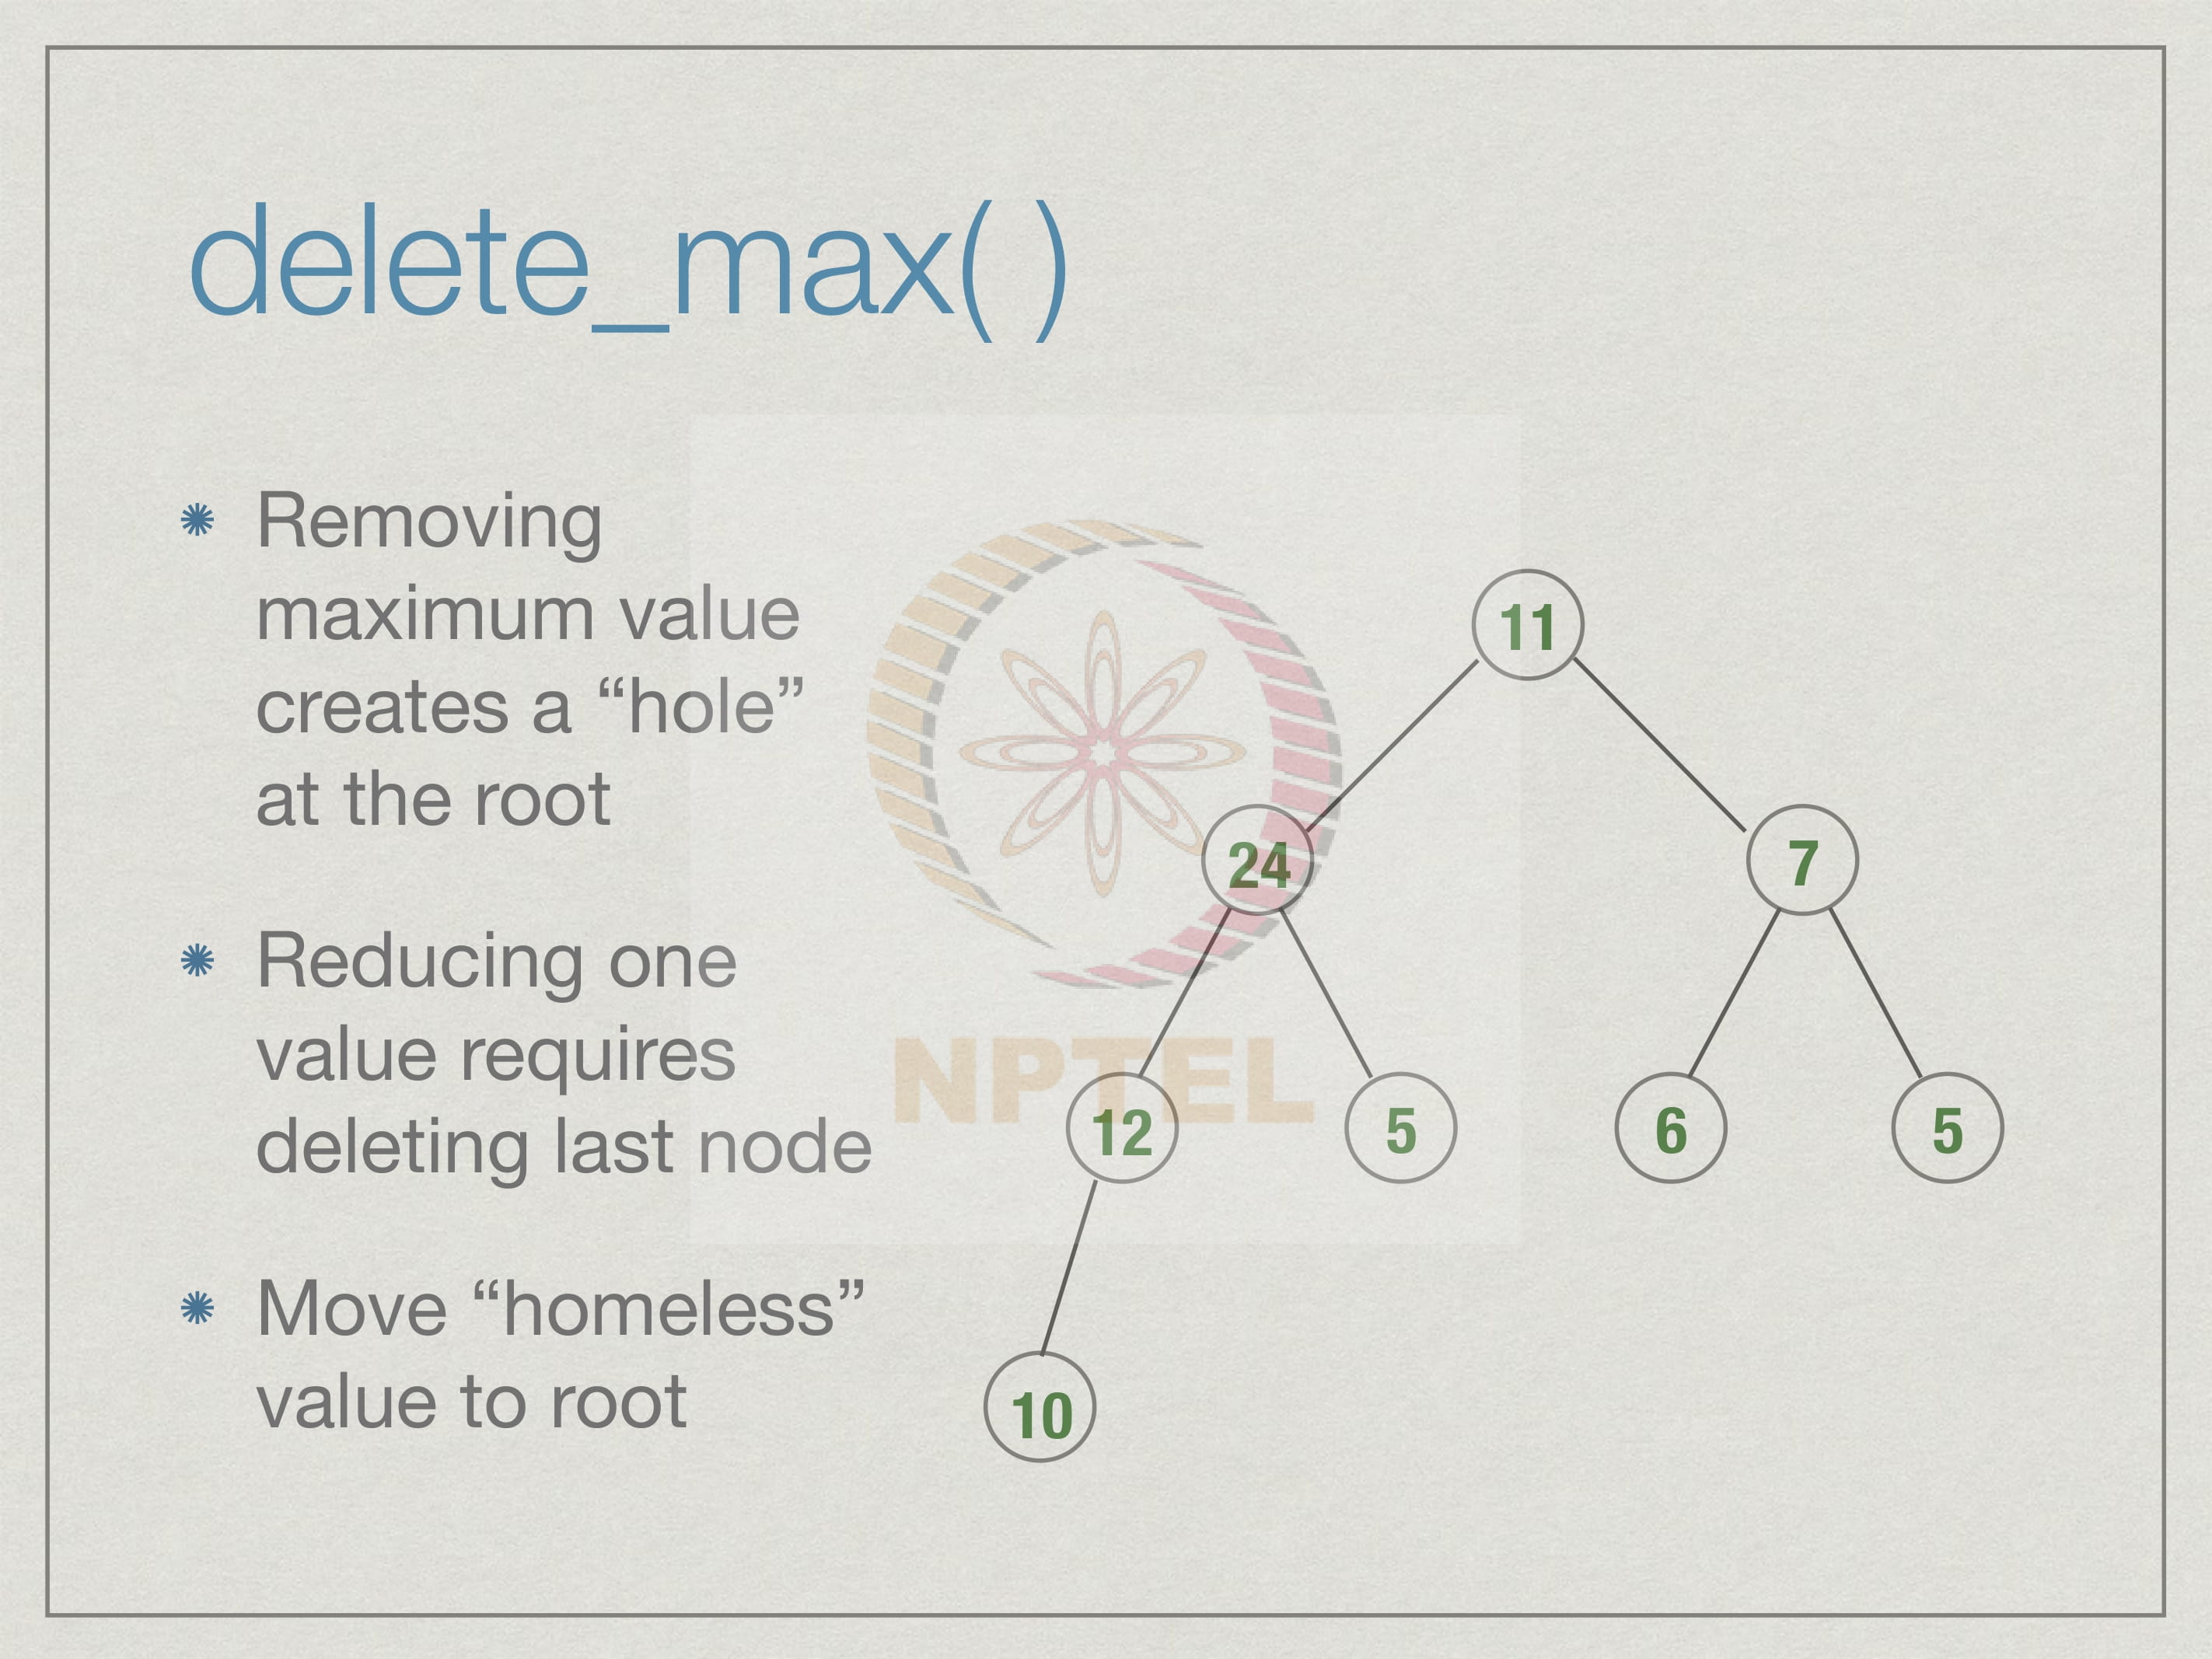 delete_max( )
Removing
maximum value
creates a “hole”
at the root
Reducing one
value requires
deleting last node
Move “homeless”
value to root
11
24
7
12
5
6
5
10
NPTEL